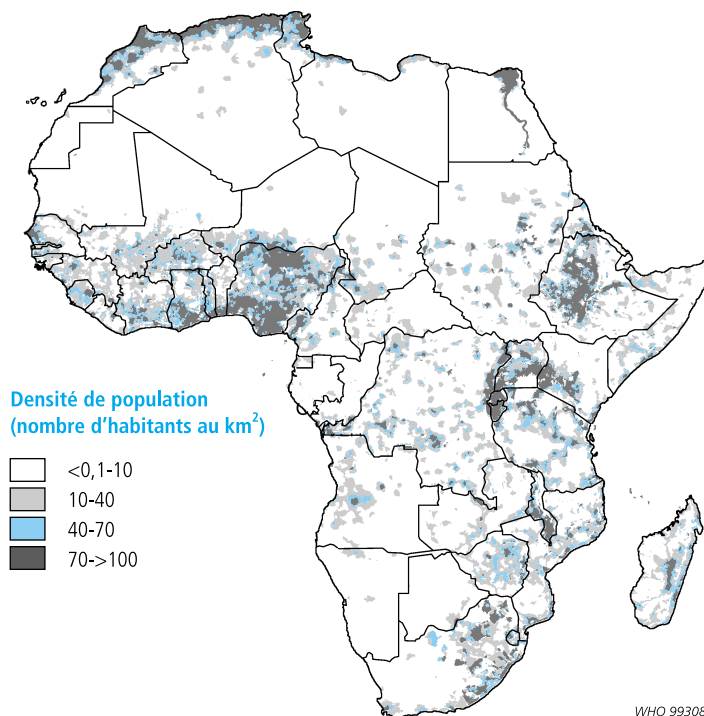 Densité de population
(nombre d'habitants au km²)
<0,1-10
10-40
40-70
70->100
WHO 99308